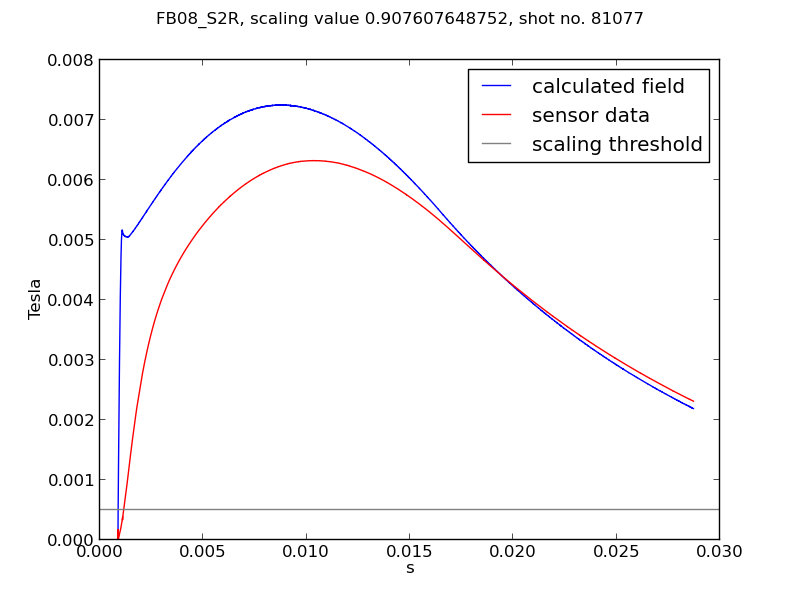 FB08_S2R, scaling value 0.907607648752, shot no. 81077
0.008
0.007
0.006
0.005
0.004
0.003
0.002
0.001
0.000
Tesla
calculated field
sensor data
scaling threshold
0.000 0.005 0.010 0.015 0.020 0.025 0.030
s